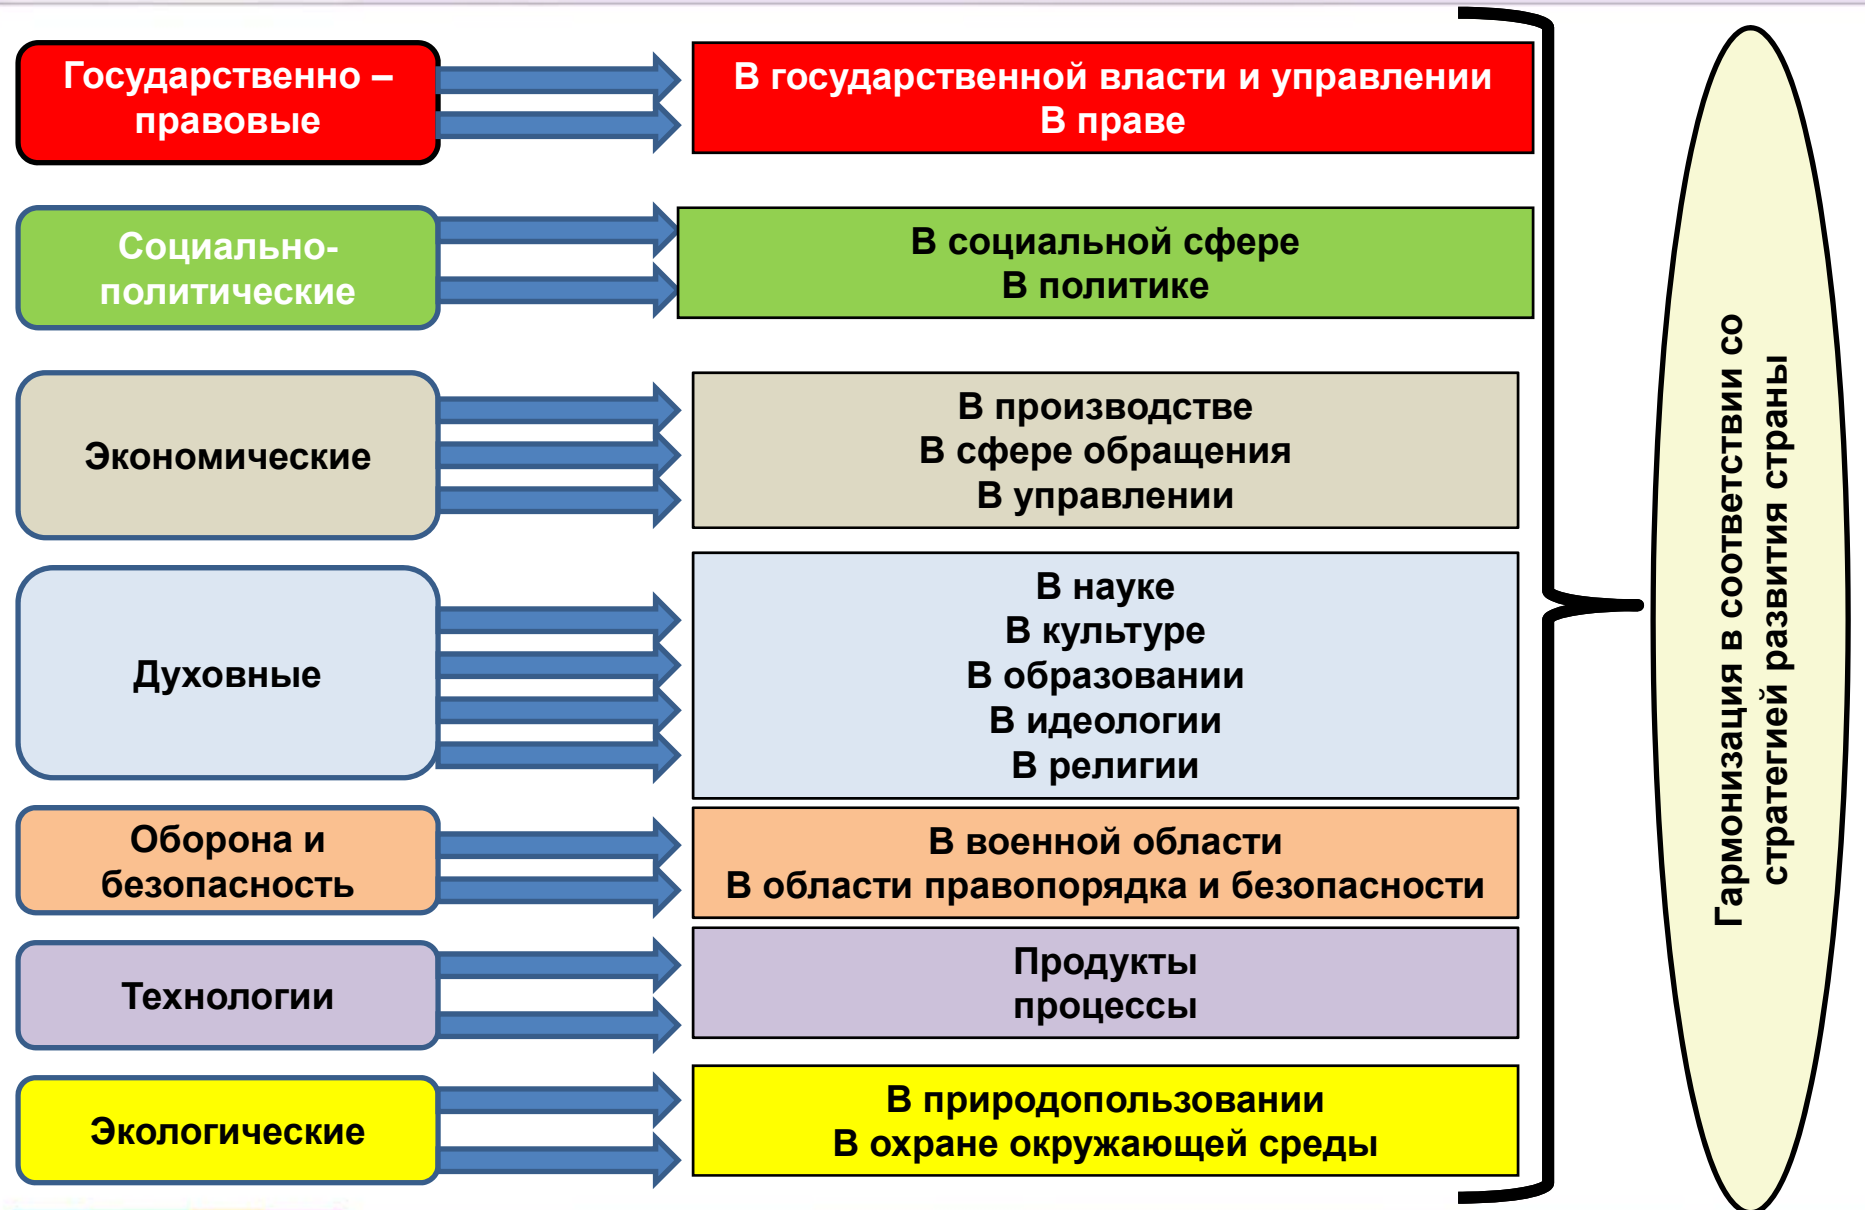 Государственно –
правовые
В государственной власти и управлении
В праве
Социально-
политические
В социальной сфере
В политике
Экономические
В производстве
В сфере обращения
В управлении
Духовные
В науке
В культуре
В образовании
В идеологии
В религии
Оборона и
безопасность
В военной области
В области правопорядка и безопасности
Технологии
Продукты
процессы
Экологические
В природопользовании
В охране окружающей среды
Гармонизация в соответствии со
стратегией развития страны